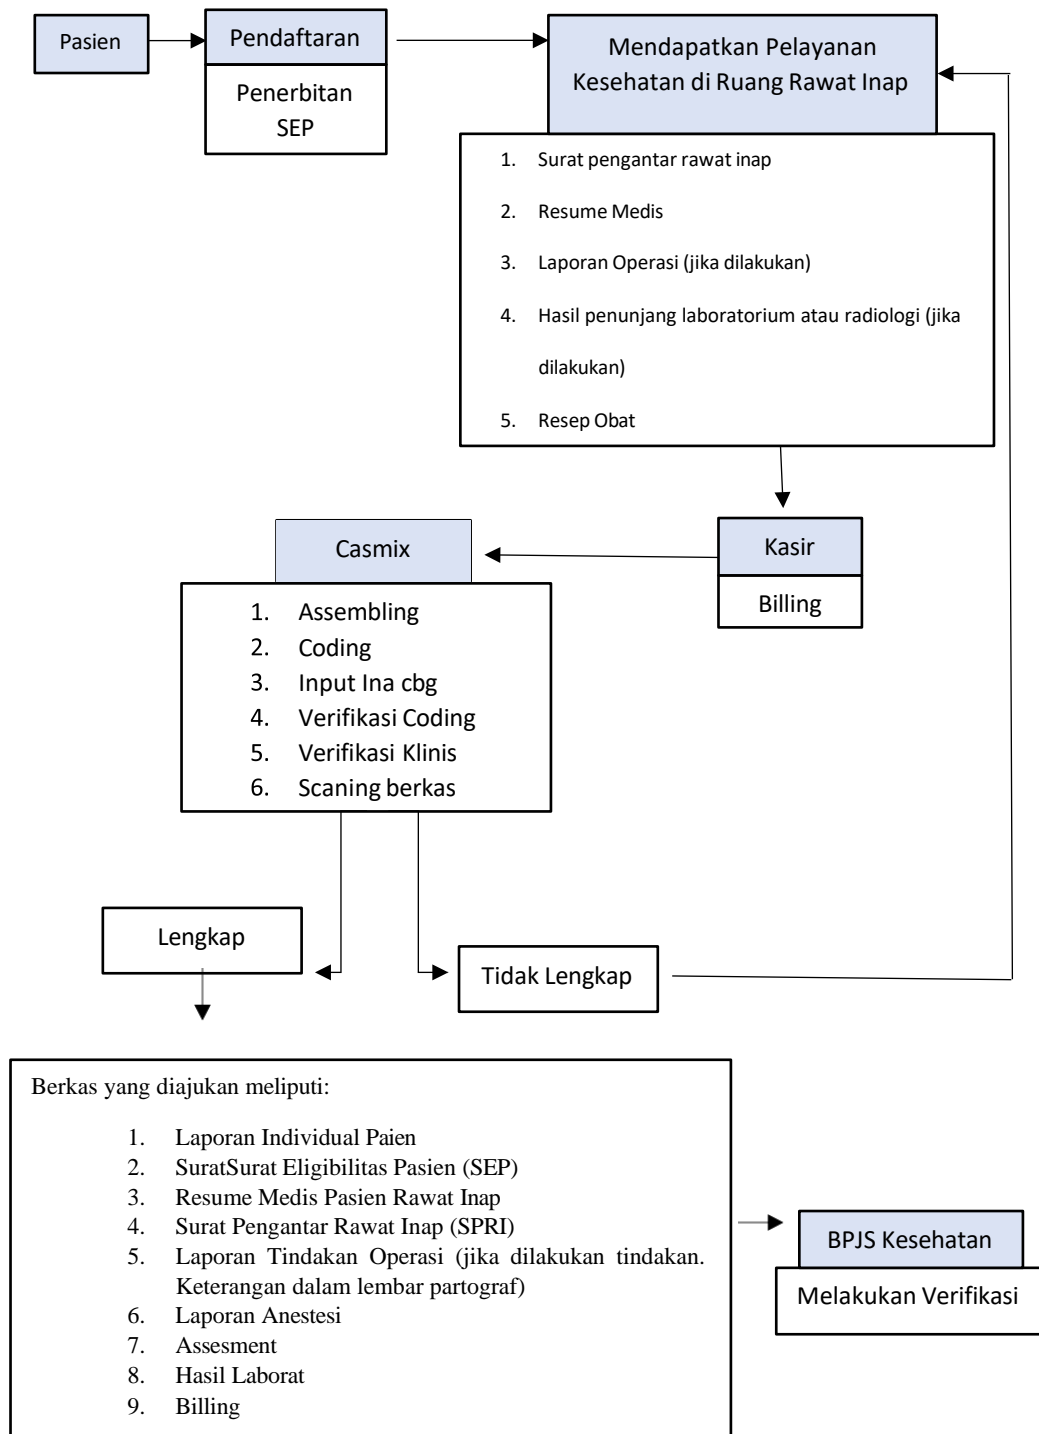 Pasien
Pendaftaran
Penerbitan
SEP
Mendapatkan Pelayanan
Kesehatan di Ruang Rawat Inap
1. Surat pengantar rawat inap
2. Resume Medis
3. Laporan Operasi (jika dilakukan)
4. Hasil penunjang laboratorium atau radiologi (jika
dilakukan)
5. Resep Obat
Kasir
Billing
Casmix
1. Assembling
2. Coding
3. Input Ina cbg
4. Verifikasi Coding
5. Verifikasi Klinis
6. Scaning berkas
Lengkap
Tidak Lengkap
Berkas yang diajukan meliputi:
1. Laporan Individual Paien
2. SuratSurat Eligibilitas Pasien (SEP)
3. Resume Medis Pasien Rawat Inap
4. Surat Pengantar Rawat Inap (SPRI)
5. Laporan Tindakan Operasi (jika dilakukan tindakan.
Keterangan dalam lembar partograf)
6. Laporan Anestesi
7. Assesment
8. Hasil Laborat
9. Billing
BPJS Kesehatan
Melakukan Verifikasi